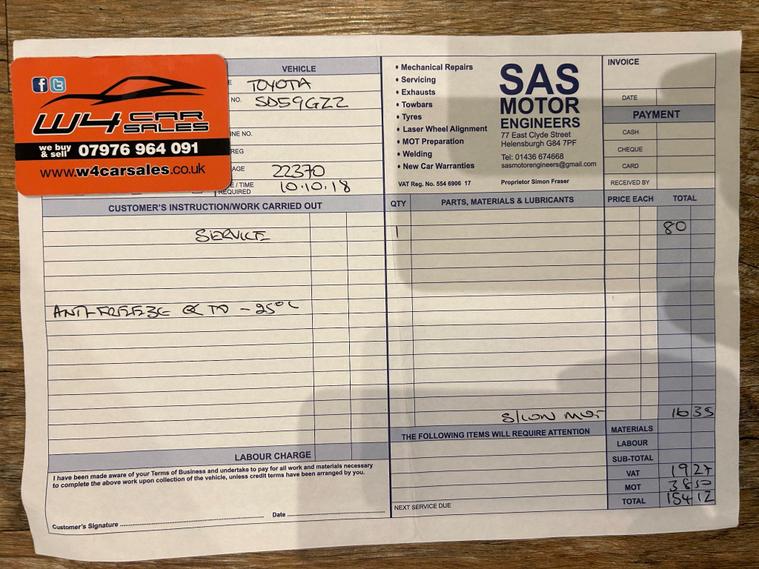 W4 CAR SALES
we buy & sell 07976 964 091
www.w4carsales.co.uk
VEHICLE
TOYOTA
NO. SD59GZZ
INE NO.
REG
AGE 22370
E / TIME REQUIRED 10.10.18
• Mechanical Repairs
• Servicing
• Exhausts
• Towbars
• Tyres
• Laser Wheel Alignment
• MOT Preparation
• Welding
• New Car Warranties
SAS
MOTOR
ENGINEERS
77 East Clyde Street
Helensburgh G84 7PF
Tel: 01436 674668
sasmotorengineers@gmail.com
VAT Reg. No. 554 6906 17 Proprietor Simon Fraser
INVOICE
DATE
PAYMENT
CASH
CHEQUE
CARD
RECEIVED BY
CUSTOMER'S INSTRUCTION/WORK CARRIED OUT
SERVICE
ANTI-FREEZE OK TO -25°C
LABOUR CHARGE
I have been made aware of your Terms of Business and undertake to pay for all work and materials necessary
to complete the above work upon collection of the vehicle, unless credit terms have been arranged by you.
Customer's Signature Date
QTY PARTS, MATERIALS & LUBRICANTS PRICE EACH TOTAL
1 80
MOT 16 35
THE FOLLOWING ITEMS WILL REQUIRE ATTENTION
NEXT SERVICE DUE
MATERIALS
LABOUR
SUB-TOTAL
VAT 19 27
MOT 38 50
TOTAL 154 12